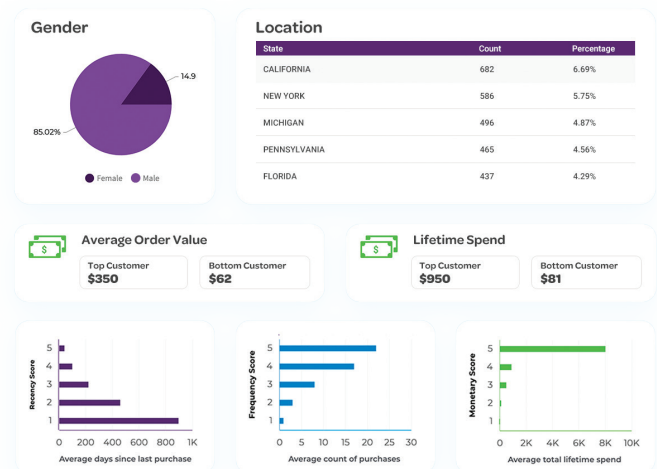 Gender
14.9
85.02%
Female Male
Location
State Count Percentage
CALIFORNIA 682 6.69%
NEW YORK 586 5.75%
MICHIGAN 496 4.87%
PENNSYLVANIA 465 4.56%
FLORIDA 437 4.29%
$
Average Order Value
Top Customer
$350
Bottom Customer
$62
$
Lifetime Spend
Top Customer
$950
Bottom Customer
$81
Recency Score
5
4
3
2
1
0 200 400 600 800 1K
Average days since last purchase
Frequency Score
5
4
3
2
1
0 5 10 15 20 25 30
Average count of purchases
Monetary Score
5
4
3
2
1
0 2K 4K 6K 8K 10K
Average total lifetime spend